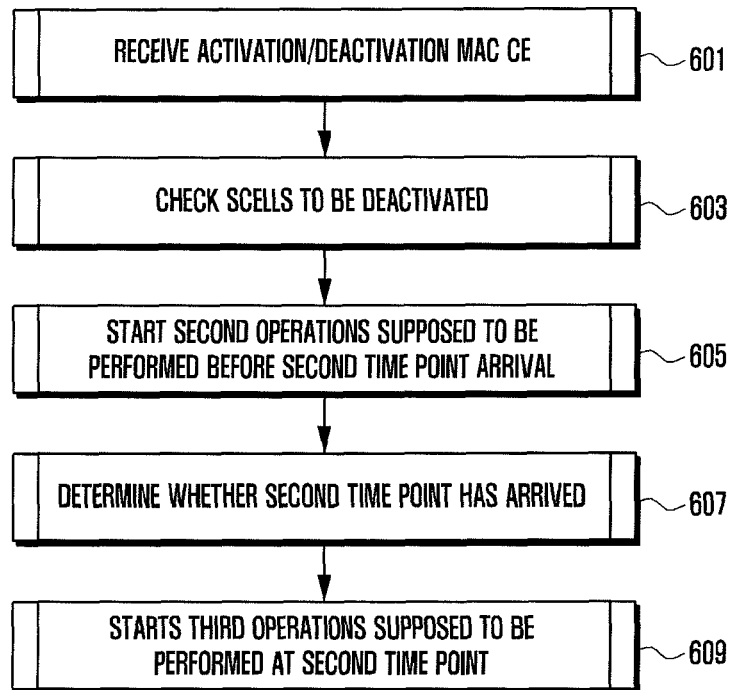 RECEIVE ACTIVATION/DEACTIVATION MAC CE
601
CHECK SCELLS TO BE DEACTIVATED
603
START SECOND OPERATIONS SUPPOSED TO BE
PERFORMED BEFORE SECOND TIME POINT ARRIVAL
605
DETERMINE WHETHER SECOND TIME POINT HAS ARRIVED
607
STARTS THIRD OPERATIONS SUPPOSED TO BE
PERFORMED AT SECOND TIME POINT
609